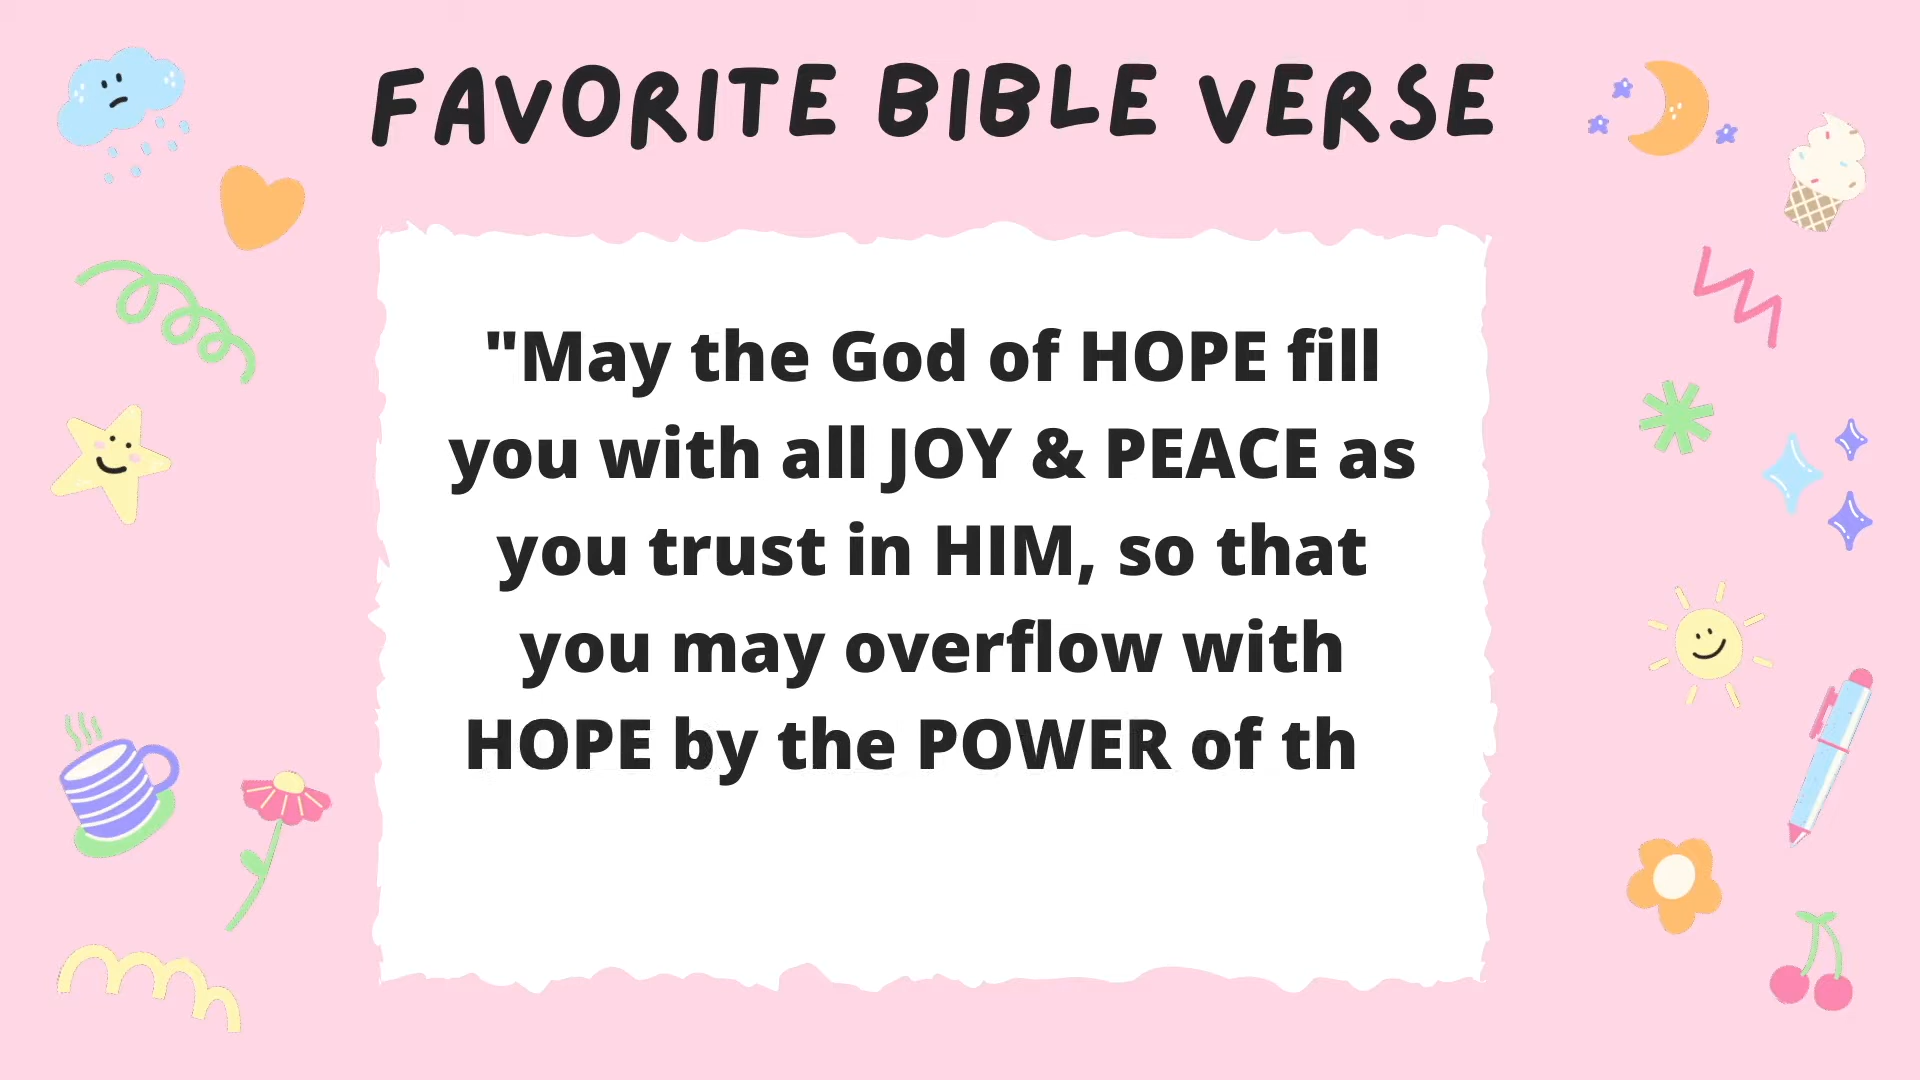 FAVORITE BIBLE VERSE
"May the God of HOPE fill
you with all JOY & PEACE as
you trust in HIM, so that
you may overflow with
HOPE by the POWER of th